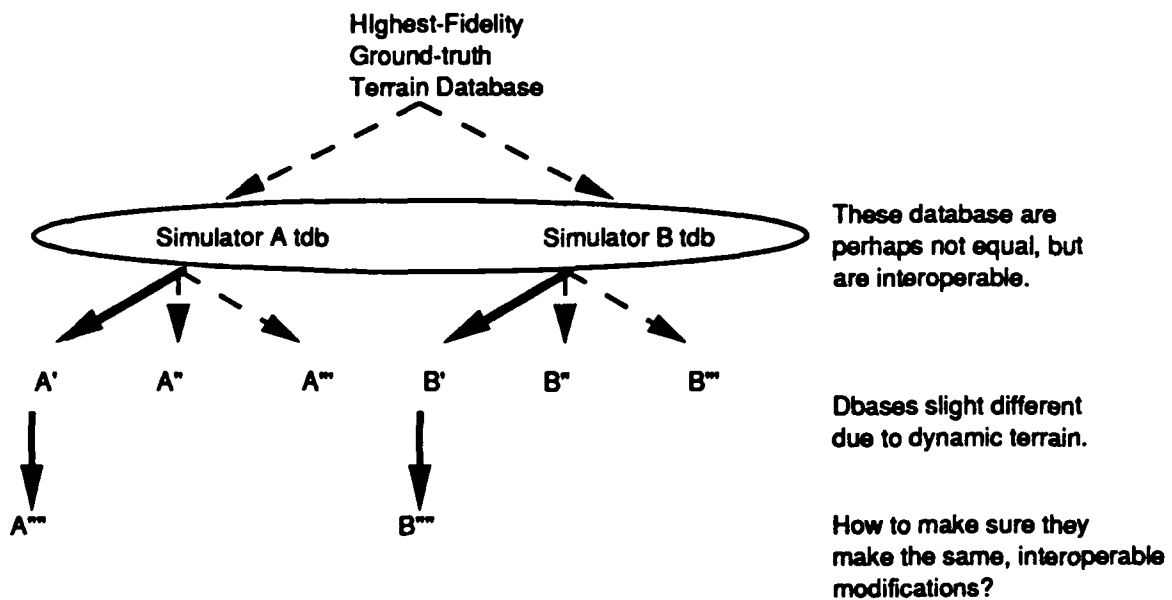 HIghest-Fidelity
Ground-truth
Terrain Database
Simulator A tdb
Simulator B tdb
These database are
perhaps not equal, but
are interoperable.
A'
A"
A"'
B'
B"
B"'
Dbases slight different
due to dynamic terrain.
A""
B""
How to make sure they
make the same, interoperable
modifications?